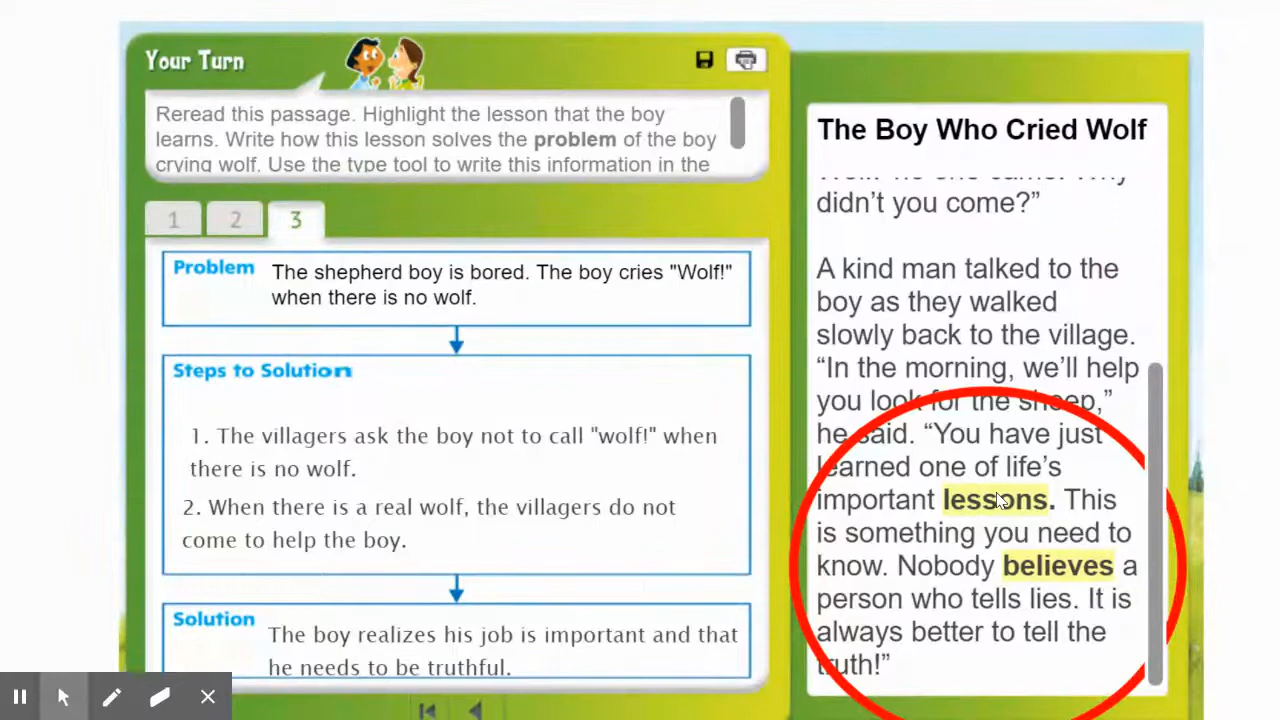 Your Turn
Reread this passage. Highlight the lesson that the boy
learns. Write how this lesson solves the problem of the boy
crying wolf. Use the type tool to write this information in the
1 2 3
Problem The shepherd boy is bored. The boy cries "Wolf!"
when there is no wolf.
Steps to Solution
1. The villagers ask the boy not to call "wolf!" when
there is no wolf.
2. When there is a real wolf, the villagers do not
come to help the boy.
Solution The boy realizes his job is important and that
he needs to be truthful.
The Boy Who Cried Wolf
didn’t you come?”
A kind man talked to the
boy as they walked
slowly back to the village.
“In the morning, we’ll help
you look for the sheep,”
he said. “You have just
learned one of life’s
important lessons. This
is something you need to
know. Nobody believes a
person who tells lies. It is
always better to tell the
truth!”